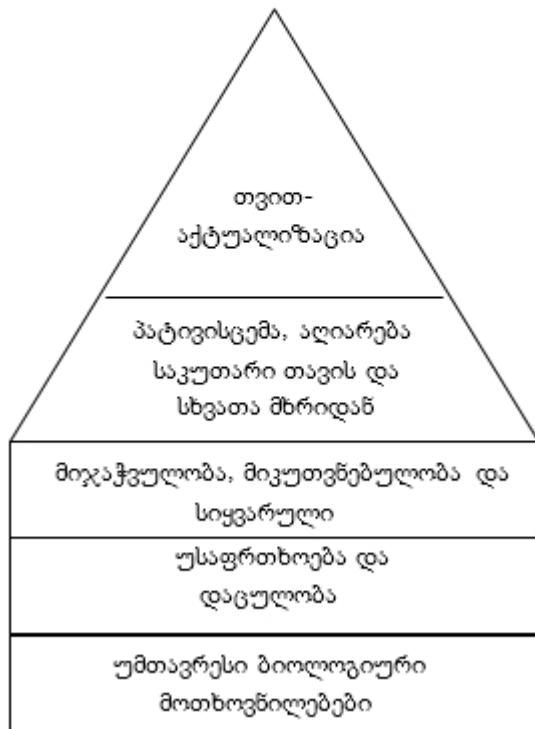 თვით-
აქტუალიზაცია
პატივისცემა, აღიარება
საკუთარი თავის და
სხვათა მხრიდან
მიჯაჭვულობა, მიკუთვნებულობა და
სიყვარული
უსაფრთხოება და
დაცულობა
უმთავრესი ბიოლოგიური
მოთხოვნილებები